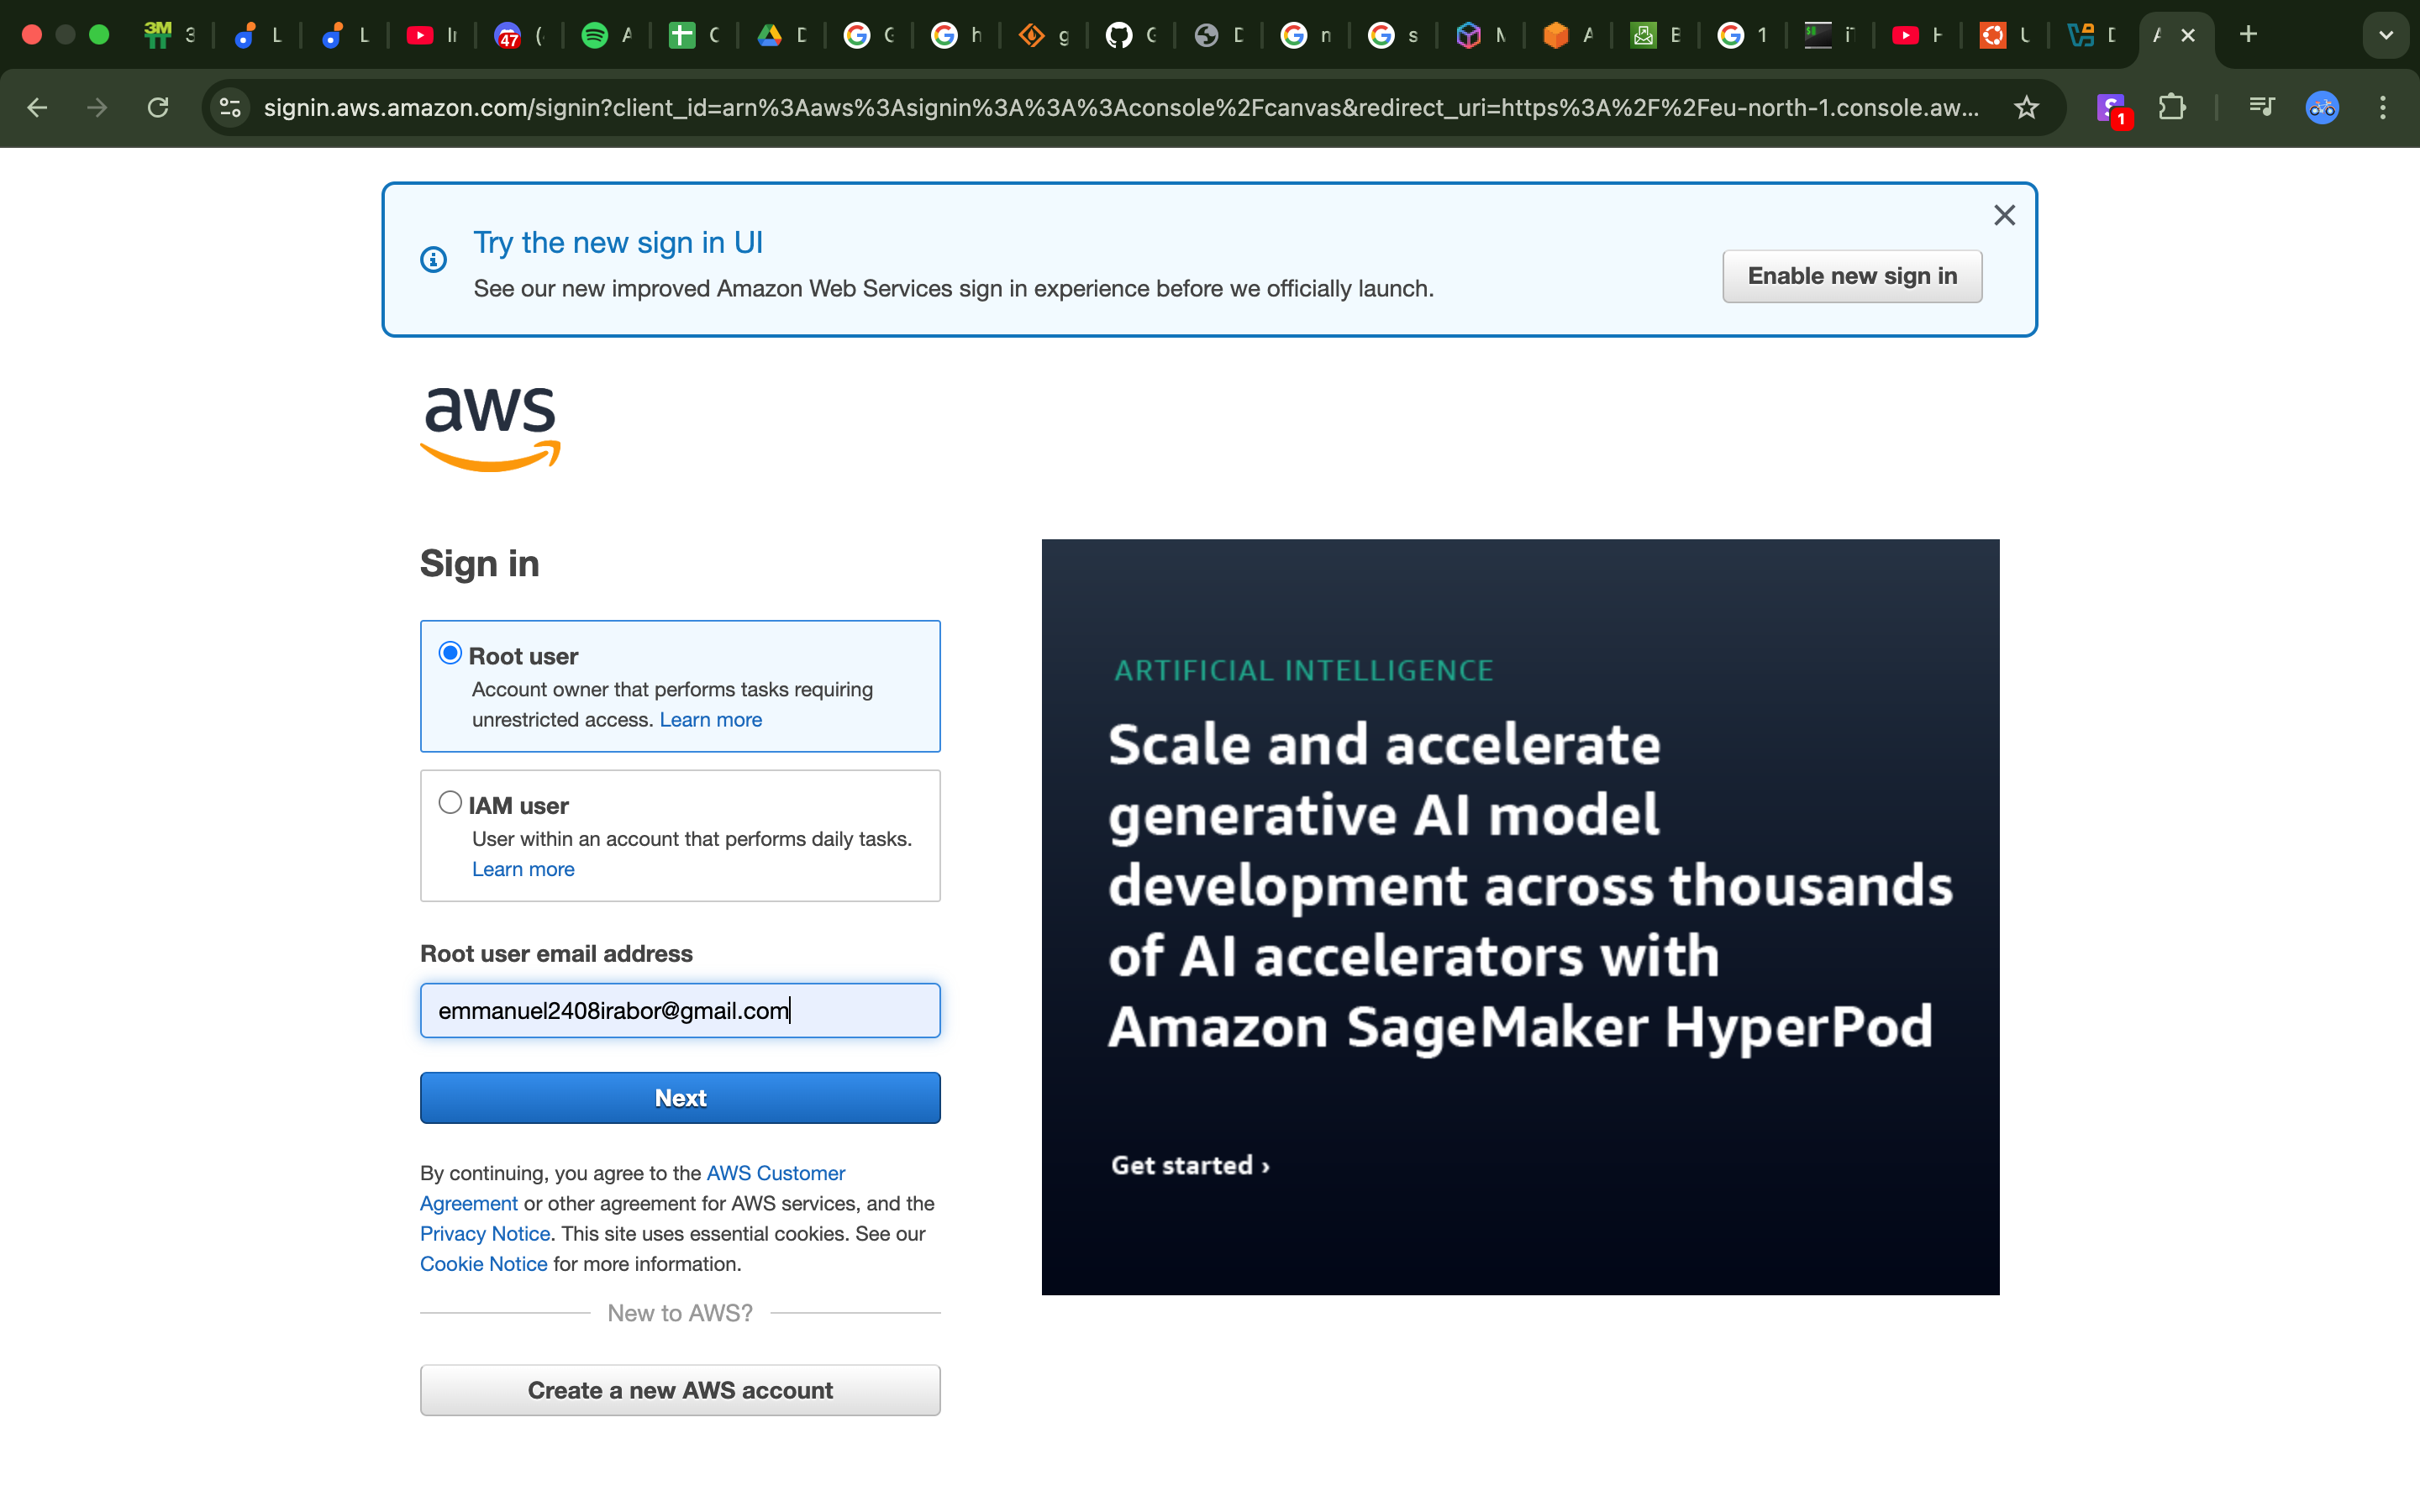 3M
3
L
L
Ir
47
(
A
C
D
G
h
g
G
D
n
s
M
A
E
1
iT
H
U
D
A
signin.aws.amazon.com/signin?client_id=arn%3Aaws%3Asignin%3A%3A%3Aconsole%2Fcanvas&redirect_uri=https%3A%2F%2Feu-north-1.console.aw...
S
1
Try the new sign in UI
See our new improved Amazon Web Services sign in experience before we officially launch.
Enable new sign in
aws
Sign in
Root user
Account owner that performs tasks requiring
unrestricted access. Learn more
IAM user
User within an account that performs daily tasks.
Learn more
Root user email address
emmanuel2408irabor@gmail.com
Next
By continuing, you agree to the AWS Customer
Agreement or other agreement for AWS services, and the
Privacy Notice. This site uses essential cookies. See our
Cookie Notice for more information.
New to AWS?
Create a new AWS account
ARTIFICIAL INTELLIGENCE
Scale and accelerate
generative AI model
development across thousands
of AI accelerators with
Amazon SageMaker HyperPod
Get started ›